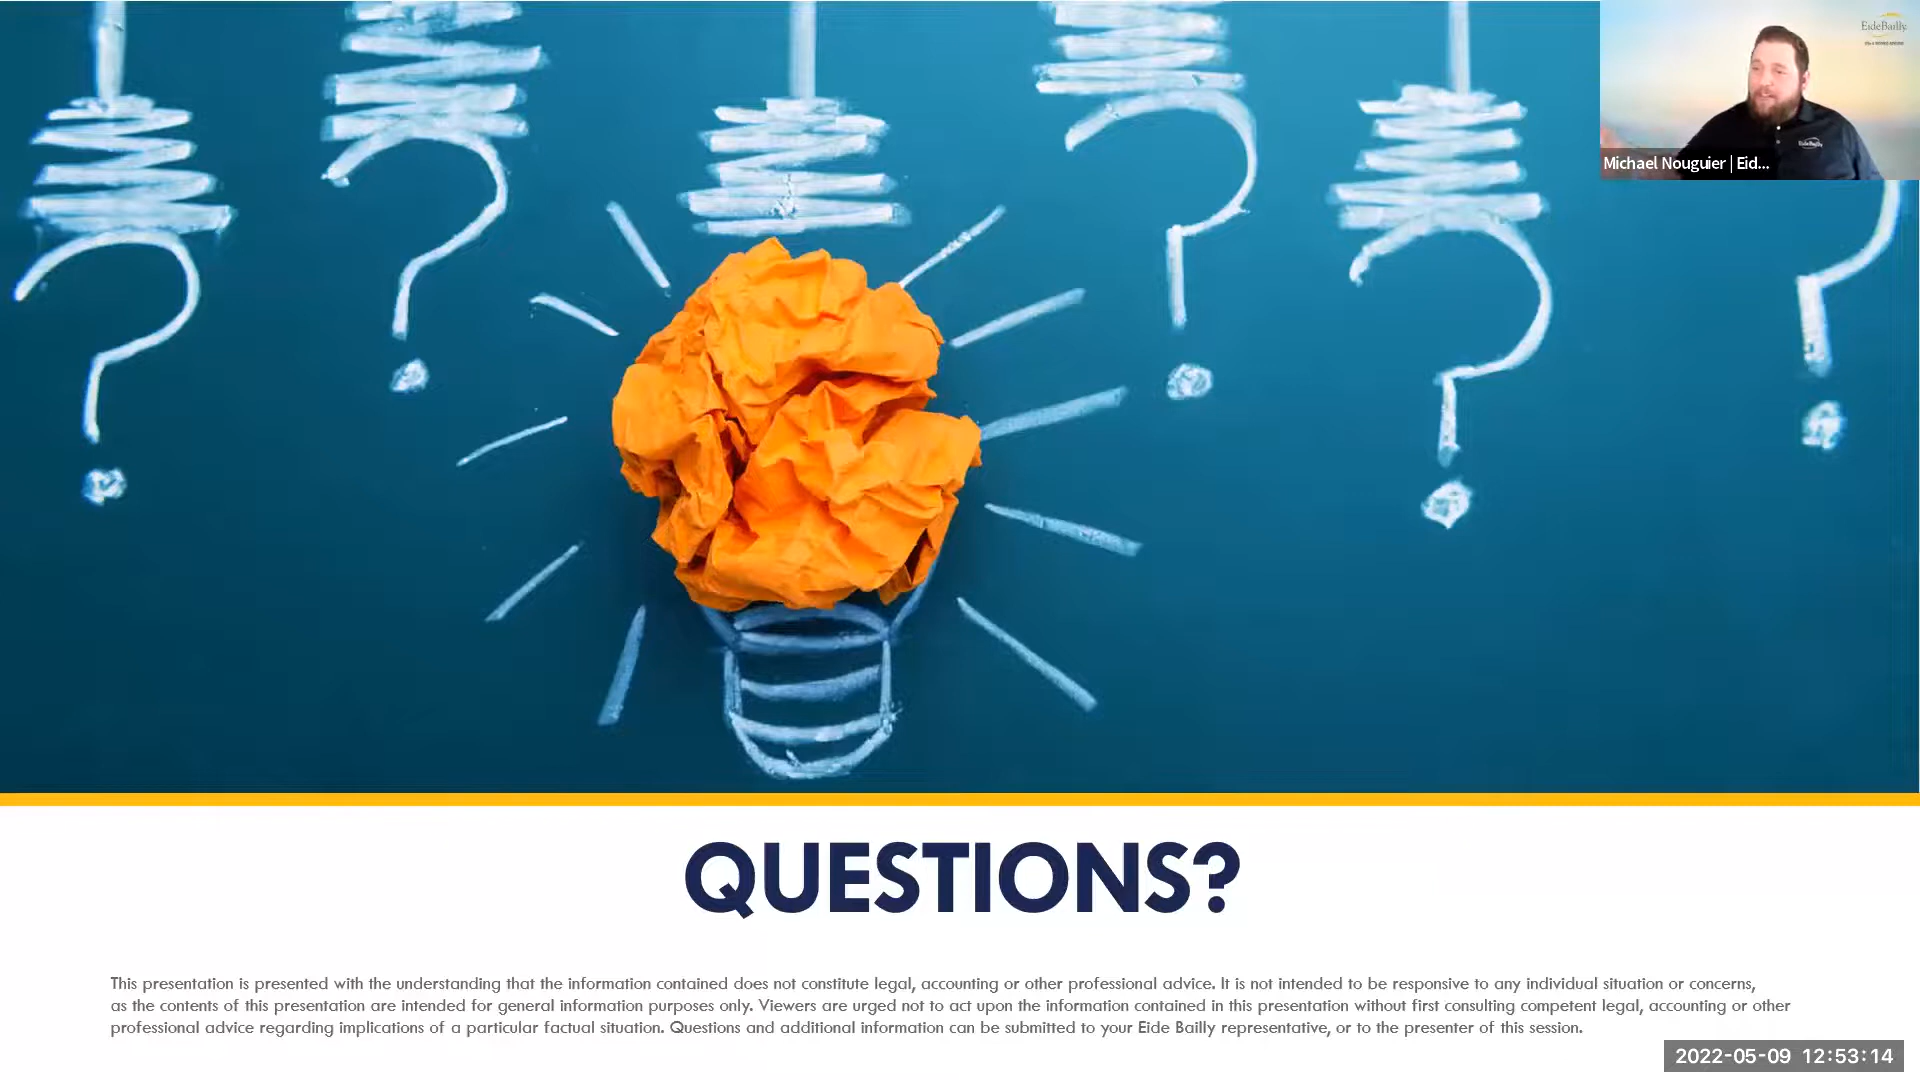 EideBailly
Michael Nouguier | Eid...
EideBailly
QUESTIONS?
This presentation is presented with the understanding that the information contained does not constitute legal, accounting or other professional advice. It is not intended to be responsive to any individual situation or concerns,
as the contents of this presentation are intended for general information purposes only. Viewers are urged not to act upon the information contained in this presentation without first consulting competent legal, accounting or other
professional advice regarding implications of a particular factual situation. Questions and additional information can be submitted to your Eide Bailly representative, or to the presenter of this session.
2022-05-09 12:53:14